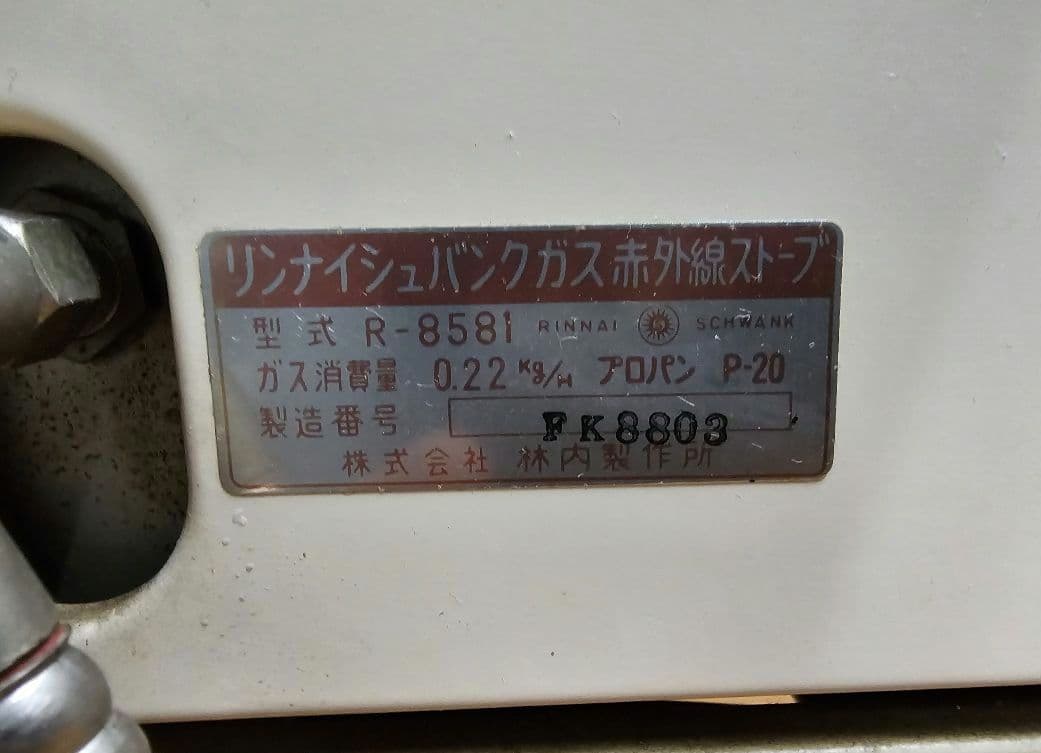 リンナイシュバンクガス赤外線ストーブ
型式 R-8581 RINNAI SCHWANK
ガス消費量 0.22 Kg/H プロパン P-20
製造番号 FK8803
株式会社 林内製作所